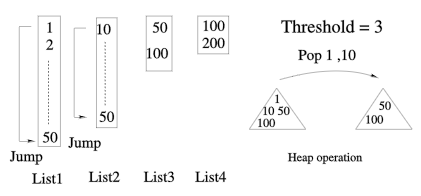 1
2
50
Jump
List1
10
50
Jump
List2
50
100
List3
100
200
List4
Threshold = 3
Pop 1 ,10
1
10 50
100
50
100
Heap operation